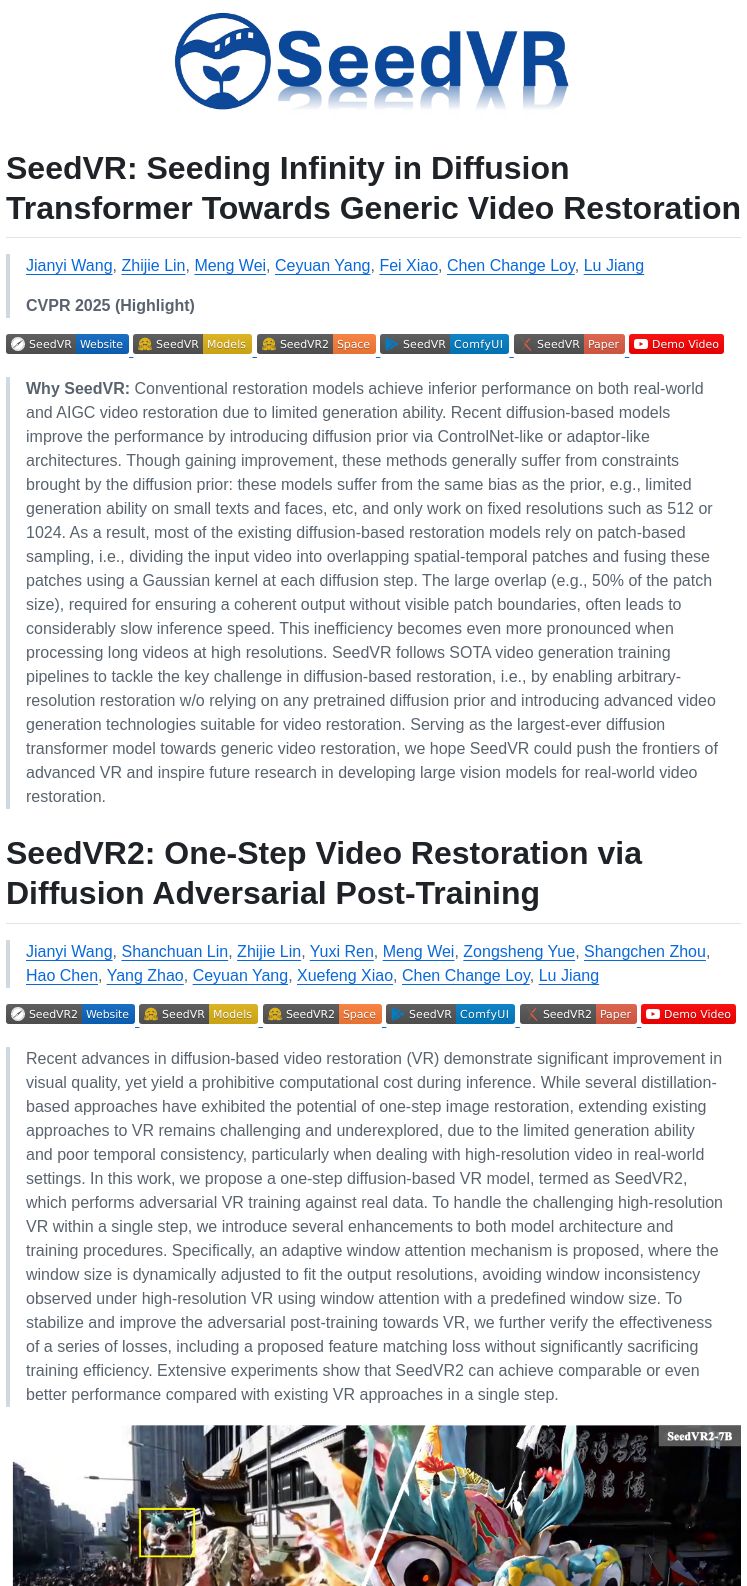 SeedVR
SeedVR: Seeding Infinity in Diffusion
Transformer Towards Generic Video Restoration
Jianyi Wang, Zhijie Lin, Meng Wei, Ceyuan Yang, Fei Xiao, Chen Change Loy, Lu Jiang
CVPR 2025 (Highlight)
SeedVR Website SeedVR Models SeedVR2 Space SeedVR ComfyUI SeedVR Paper Demo Video
Why SeedVR: Conventional restoration models achieve inferior performance on both real-world
and AIGC video restoration due to limited generation ability. Recent diffusion-based models
improve the performance by introducing diffusion prior via ControlNet-like or adaptor-like
architectures. Though gaining improvement, these methods generally suffer from constraints
brought by the diffusion prior: these models suffer from the same bias as the prior, e.g., limited
generation ability on small texts and faces, etc, and only work on fixed resolutions such as 512 or
1024. As a result, most of the existing diffusion-based restoration models rely on patch-based
sampling, i.e., dividing the input video into overlapping spatial-temporal patches and fusing these
patches using a Gaussian kernel at each diffusion step. The large overlap (e.g., 50% of the patch
size), required for ensuring a coherent output without visible patch boundaries, often leads to
considerably slow inference speed. This inefficiency becomes even more pronounced when
processing long videos at high resolutions. SeedVR follows SOTA video generation training
pipelines to tackle the key challenge in diffusion-based restoration, i.e., by enabling arbitrary-
resolution restoration w/o relying on any pretrained diffusion prior and introducing advanced video
generation technologies suitable for video restoration. Serving as the largest-ever diffusion
transformer model towards generic video restoration, we hope SeedVR could push the frontiers of
advanced VR and inspire future research in developing large vision models for real-world video
restoration.
SeedVR2: One-Step Video Restoration via
Diffusion Adversarial Post-Training
Jianyi Wang, Shanchuan Lin, Zhijie Lin, Yuxi Ren, Meng Wei, Zongsheng Yue, Shangchen Zhou,
Hao Chen, Yang Zhao, Ceyuan Yang, Xuefeng Xiao, Chen Change Loy, Lu Jiang
SeedVR2 Website SeedVR Models SeedVR2 Space SeedVR ComfyUI SeedVR2 Paper Demo Video
Recent advances in diffusion-based video restoration (VR) demonstrate significant improvement in
visual quality, yet yield a prohibitive computational cost during inference. While several distillation-
based approaches have exhibited the potential of one-step image restoration, extending existing
approaches to VR remains challenging and underexplored, due to the limited generation ability
and poor temporal consistency, particularly when dealing with high-resolution video in real-world
settings. In this work, we propose a one-step diffusion-based VR model, termed as SeedVR2,
which performs adversarial VR training against real data. To handle the challenging high-resolution
VR within a single step, we introduce several enhancements to both model architecture and
training procedures. Specifically, an adaptive window attention mechanism is proposed, where the
window size is dynamically adjusted to fit the output resolutions, avoiding window inconsistency
observed under high-resolution VR using window attention with a predefined window size. To
stabilize and improve the adversarial post-training towards VR, we further verify the effectiveness
of a series of losses, including a proposed feature matching loss without significantly sacrificing
training efficiency. Extensive experiments show that SeedVR2 can achieve comparable or even
better performance compared with existing VR approaches in a single step.
SeedVR2-7B